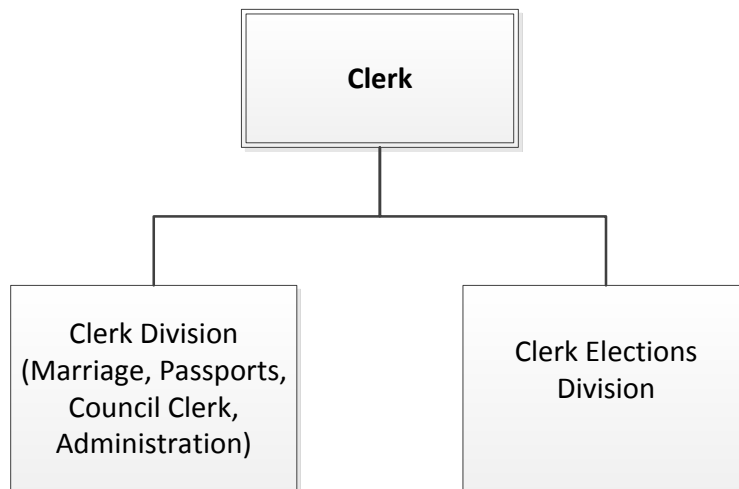 Clerk
Clerk Division
(Marriage, Passports,
Council Clerk,
Administration)
Clerk Elections
Division